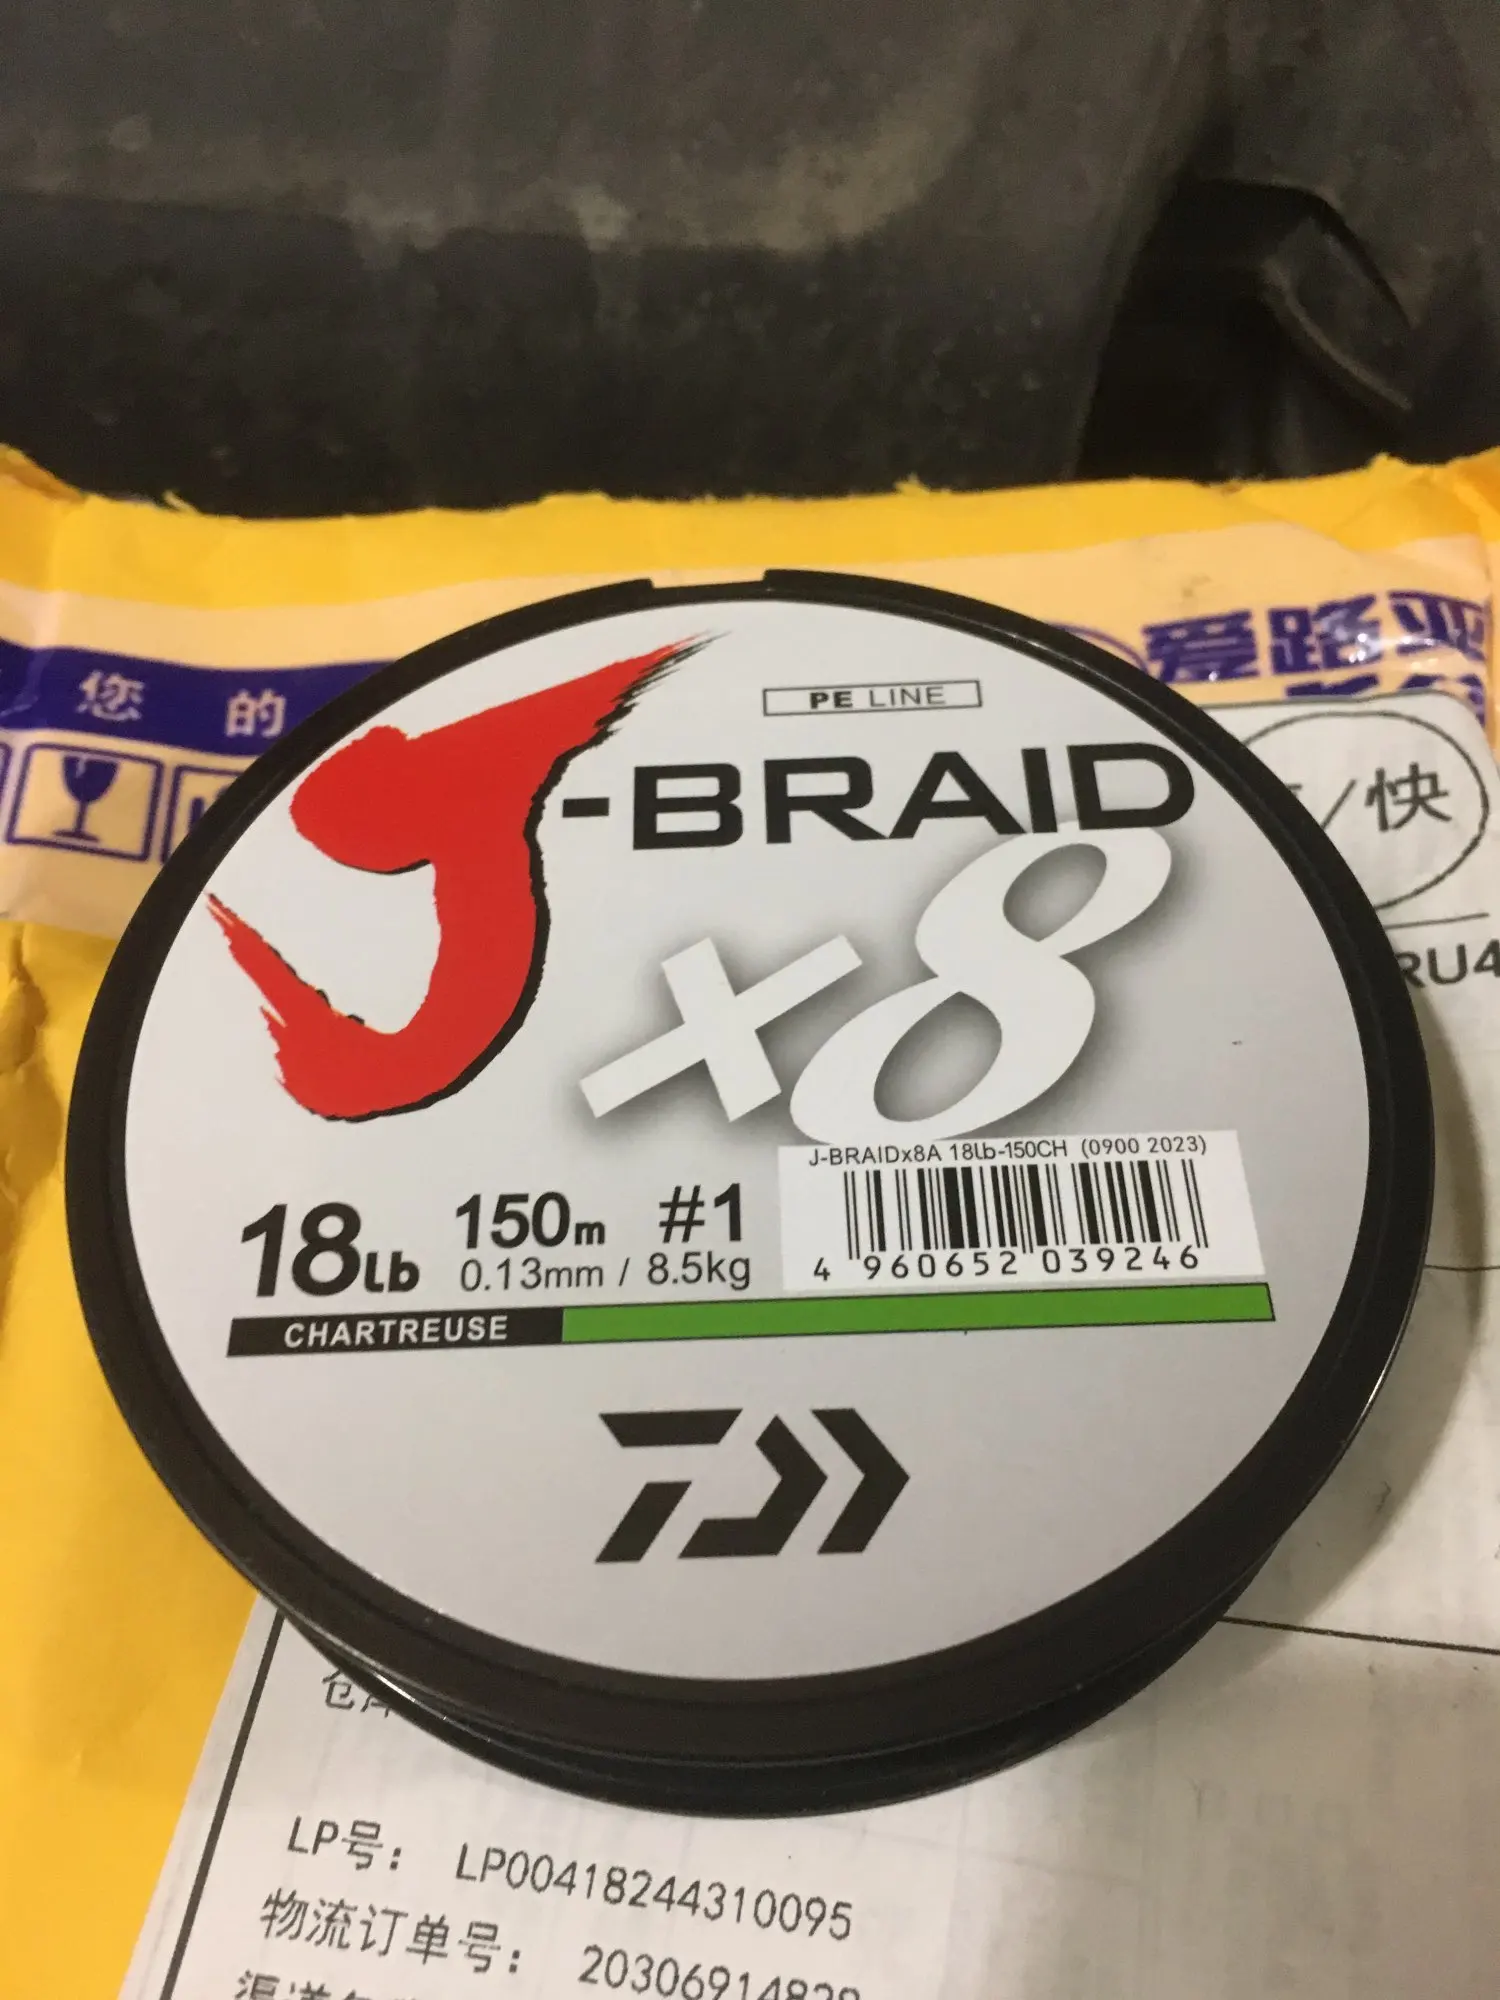 您 的
爱路
/快
RU4
PE LINE
J-BRAID
x8
J-BRAIDx8A 18Lb-150CH (0900 2023)
4 960652 039246
18Lb 150m #1
0.13mm / 8.5kg
CHARTREUSE
LP号： LP00418244310095
物流订单号： 20306914829